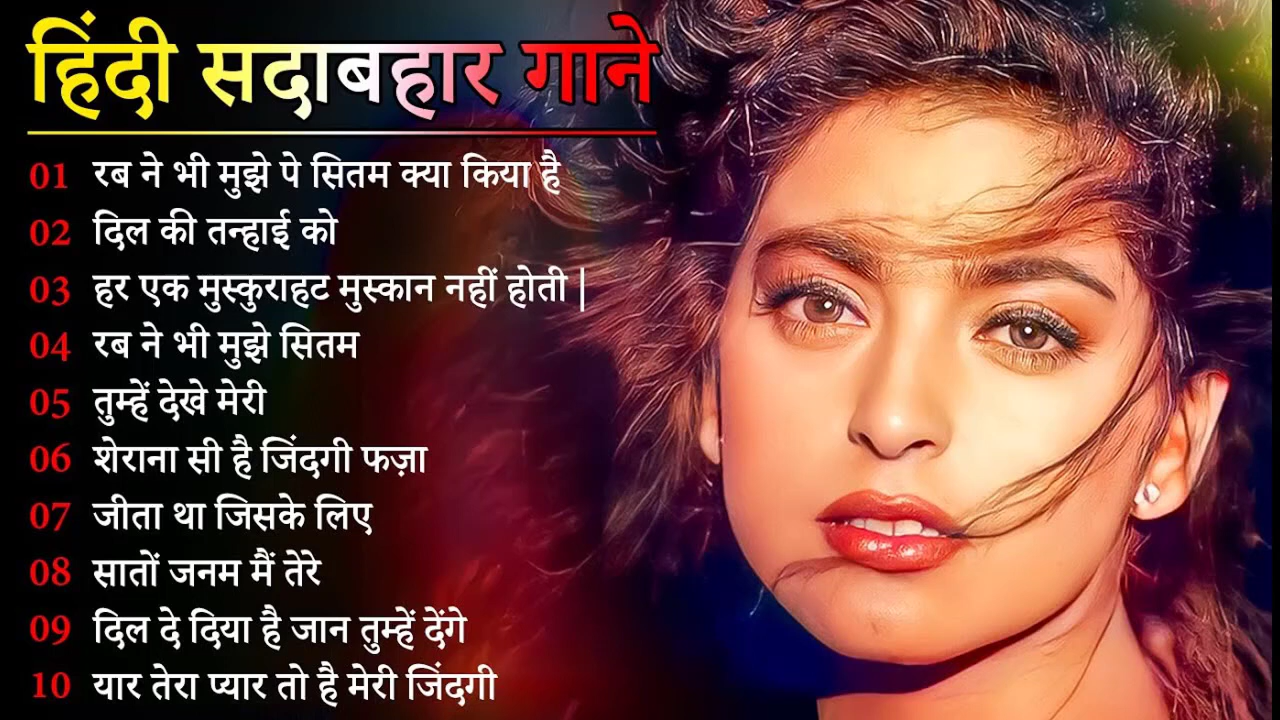 हिंदी सदाबहार गाने
01 रब ने भी मुझे पे सितम क्या किया है
02 दिल की तन्हाई को
03 हर एक मुस्कुराहट मुस्कान नहीं होती |
04 रब ने भी मुझे सितम
05 तुम्हें देखे मेरी
06 शेराना सी है जिंदगी फज़ा
07 जीता था जिसके लिए
08 सातों जनम मैं तेरे
09 दिल दे दिया है जान तुम्हें देंगे
10 यार तेरा प्यार तो है मेरी जिंदगी